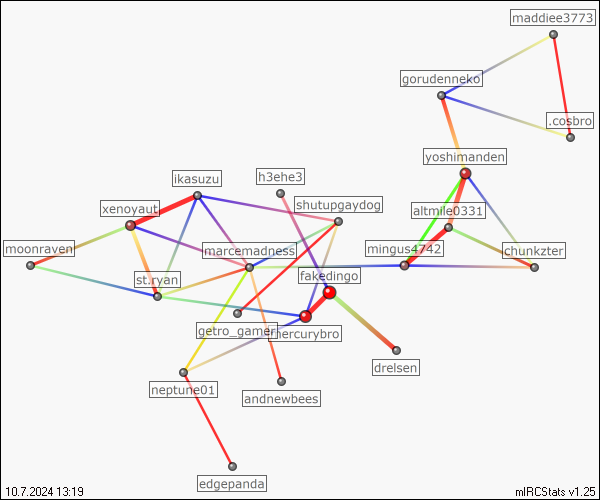 maddiee3773
gorudenneko
.cosbro
yoshimanden
ikasuzu
h3ehe3
shutupgaydog
xenoyaut
altmile0331
moonraven
marcemadness
mingus4742
chunkzter
st.ryan
fakedingo
getro_gamer
mercurybro
drelsen
neptune01
andnewbees
edgepanda
10.7.2024 13:19
mIRCStats v1.25